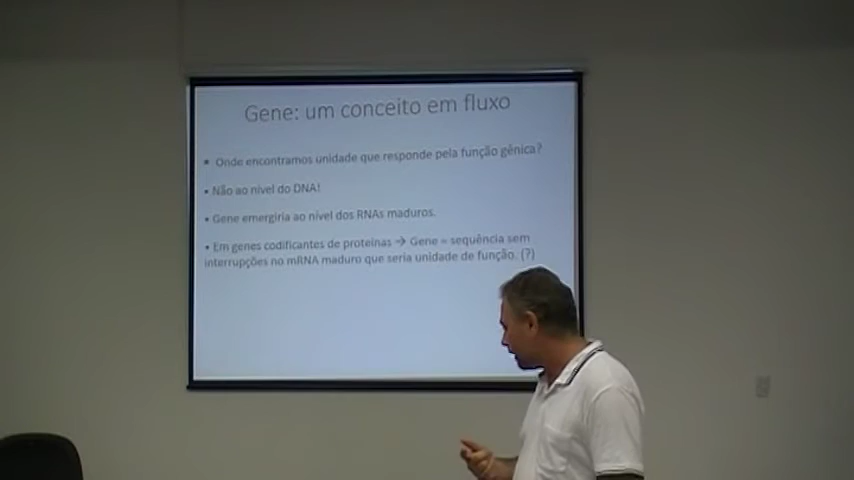 Gene: um conceito em fluxo
• Onde encontramos unidade que responde pela função gênica?
• Não ao nível do DNA!
• Gene emergiria ao nível dos RNAs maduros.
• Em genes codificantes de proteínas → Gene = sequência sem
interrupções no mRNA maduro que seria unidade de função. (?)